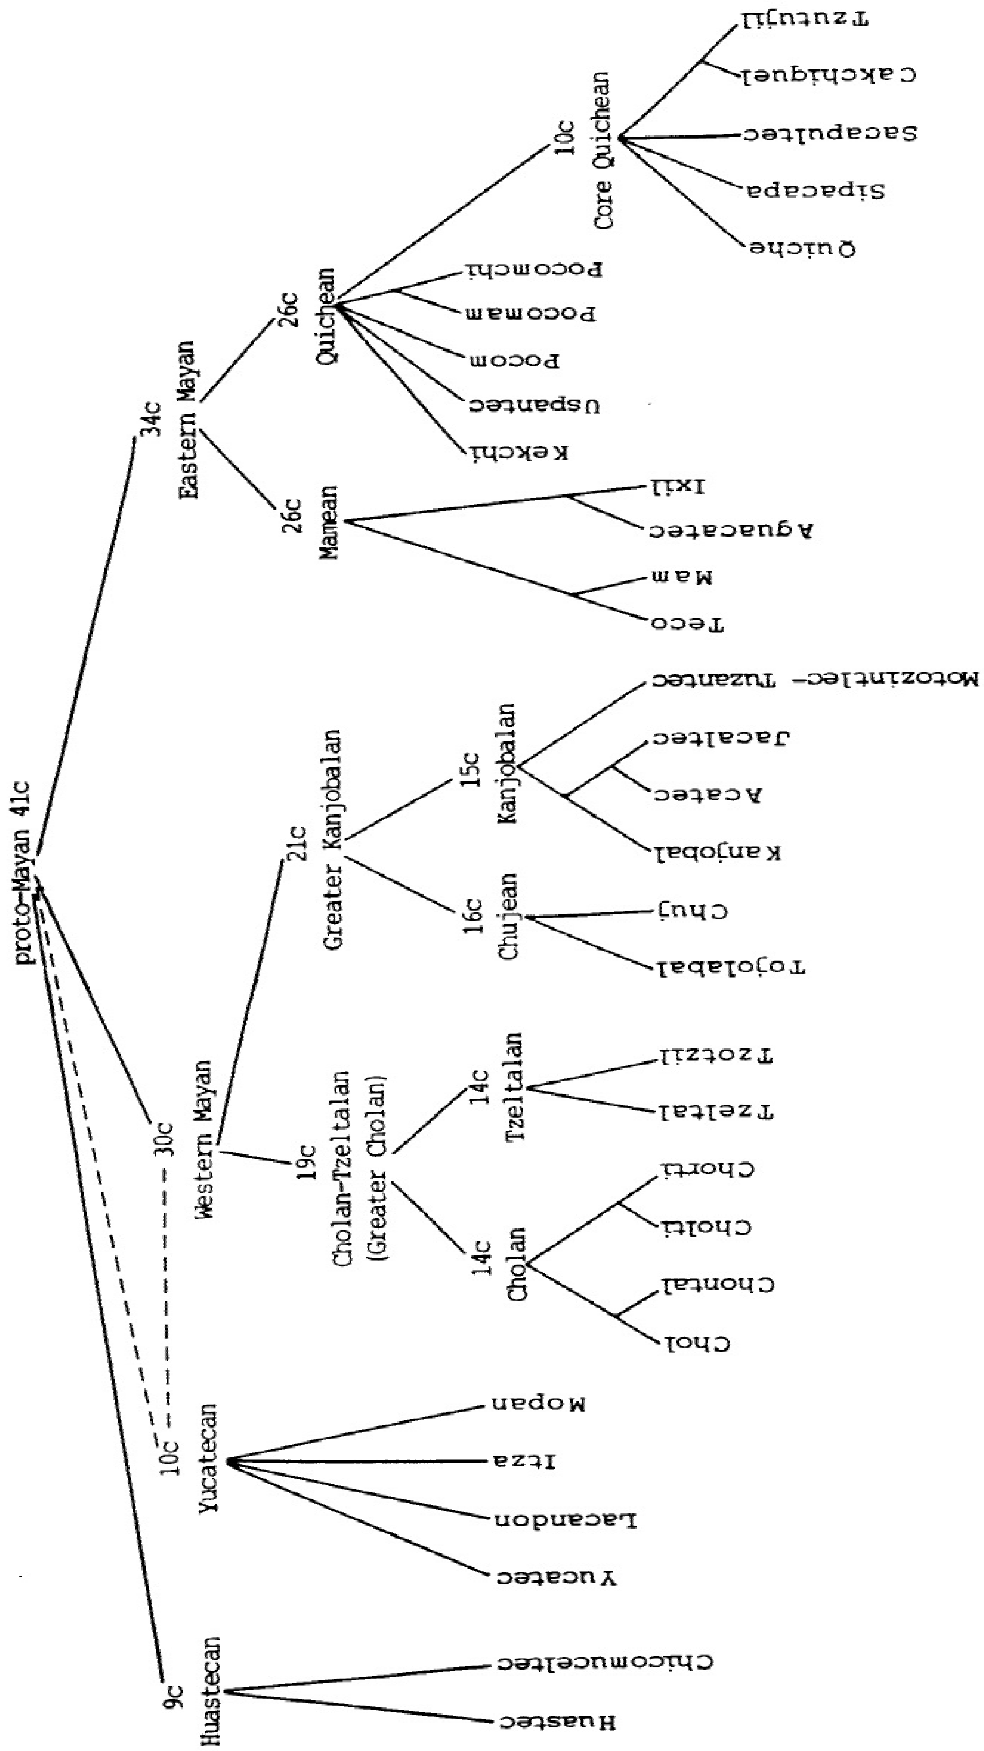 proto-Mayan 41c
9c
Huastecan
Huastec
Chicomuceltec
10c
Yucatecan
Yucatec
Lacandon
Itza
Mopan
30c
Western Mayan
19c
Cholan-Tzeltalan
(Greater Cholan)
14c
Cholan
Chol
Chontal
Cholti
Chorti
14c
Tzeltalan
Tzeltal
Tzotzil
21c
Greater Kanjobalan
16c
Chujean
Tojolabal
Chuj
15c
Kanjobalan
Kanjobal
Acatec
Jacaltec
Motozintlec-Tuzantec
34c
Eastern Mayan
26c
Mamean
Teco
Mam
Aguacatec
Ixil
26c
Quichean
Kekchi
Uspantec
Pocom
Pocomam
Pocomchi
10c
Core Quichean
Quiche
Sipacapa
Sacapultec
Cakchiquel
Tzutujil